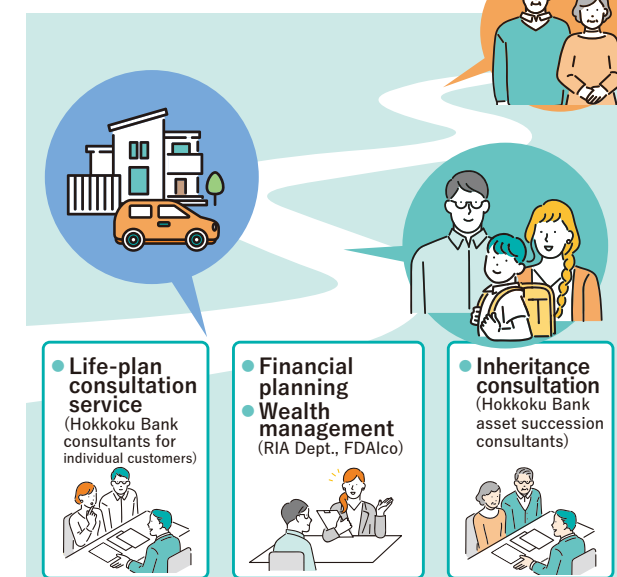 ● Life-plan
consultation
service
(Hokkoku Bank
consultants for
individual customers)
● Financial
planning
● Wealth
management
(RIA Dept., FDAlco)
● Inheritance
consultation
(Hokkoku Bank
asset succession
consultants)